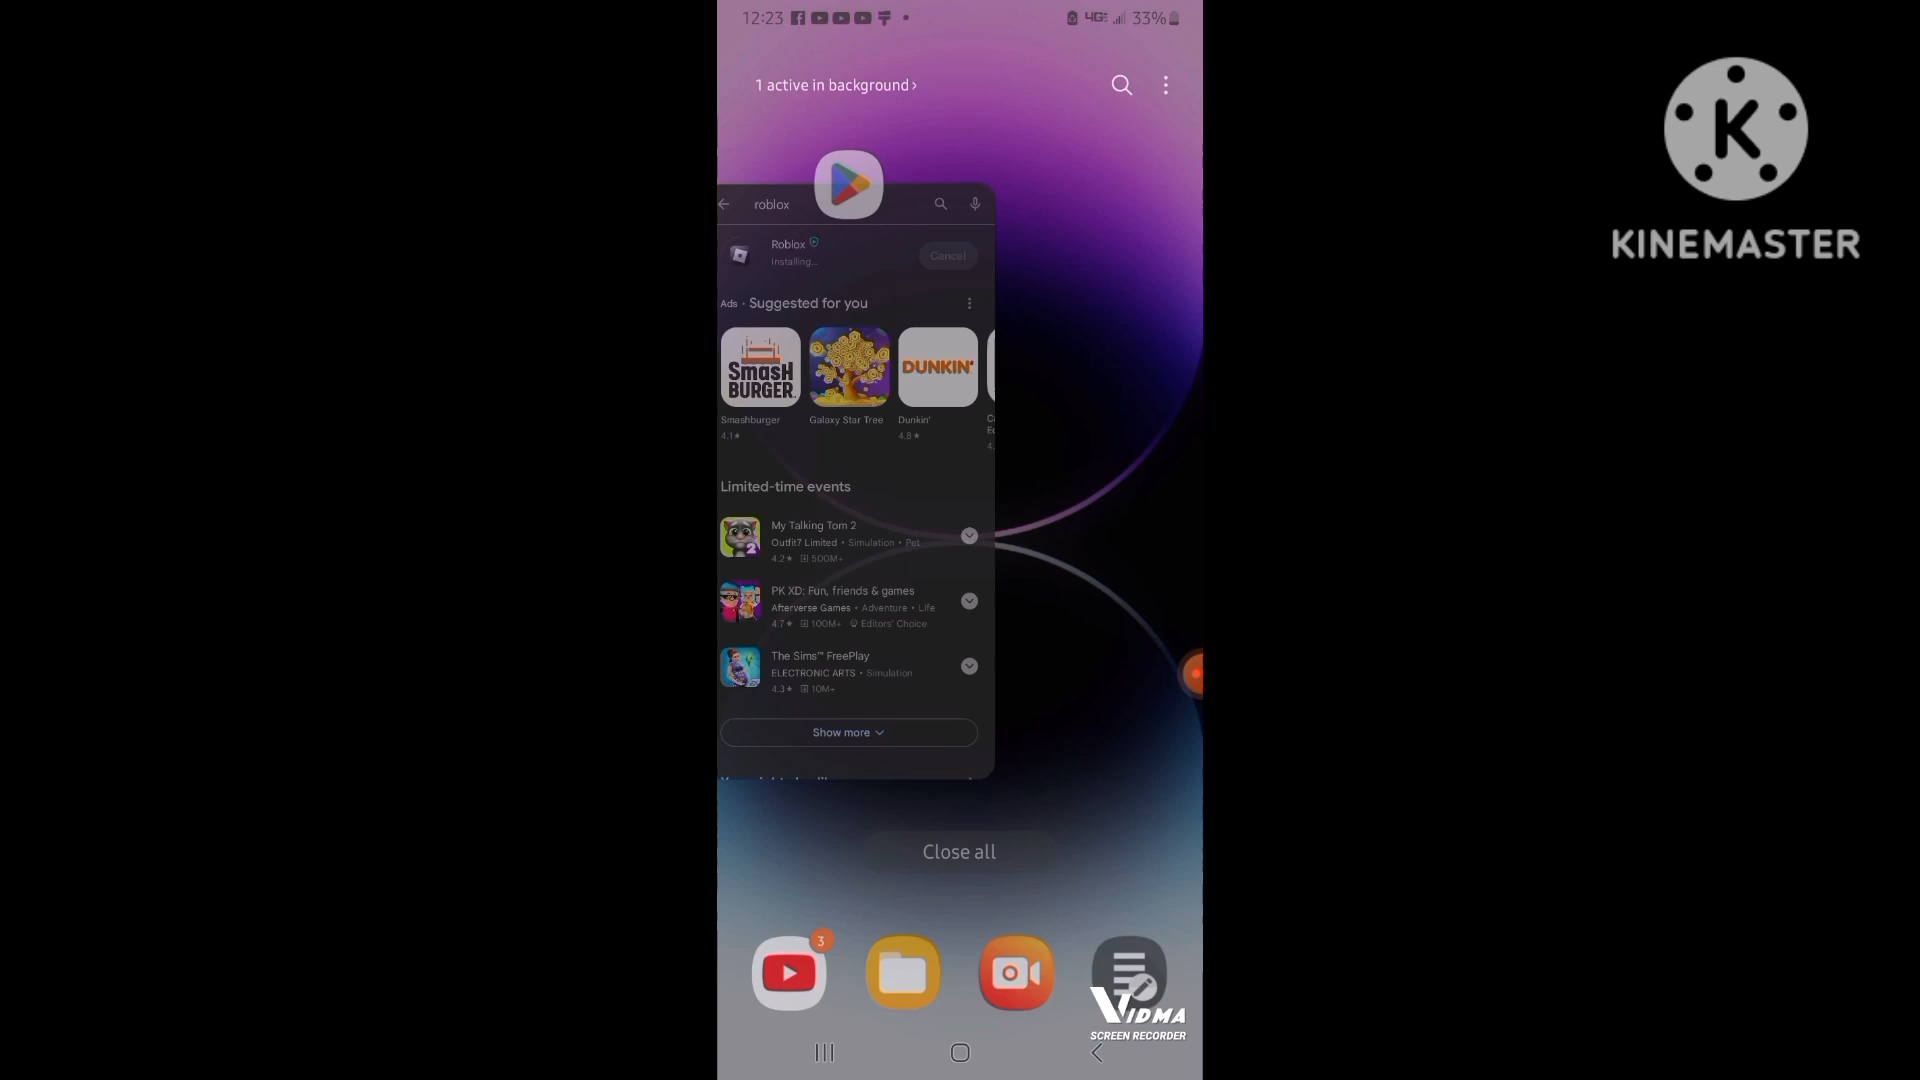 12:23
33%
1 active in background ›
roblox
Roblox
Installing...
Cancel
Ads • Suggested for you
Smash
BURGER
DUNKIN'
Smashburger
Galaxy Star Tree
Dunkin'
4.1★
4.8★
Limited-time events
My Talking Tom 2
Outfit7 Limited • Simulation • Pet
4.2★ 500M+
PK XD: Fun, friends & games
Afterverse Games • Adventure • Life
4.7★ 100M+ Editors' Choice
The Sims™ FreePlay
ELECTRONIC ARTS • Simulation
4.3★ 10M+
Show more
Close all
3
VIDMA
SCREEN RECORDER
K
KINEMASTER